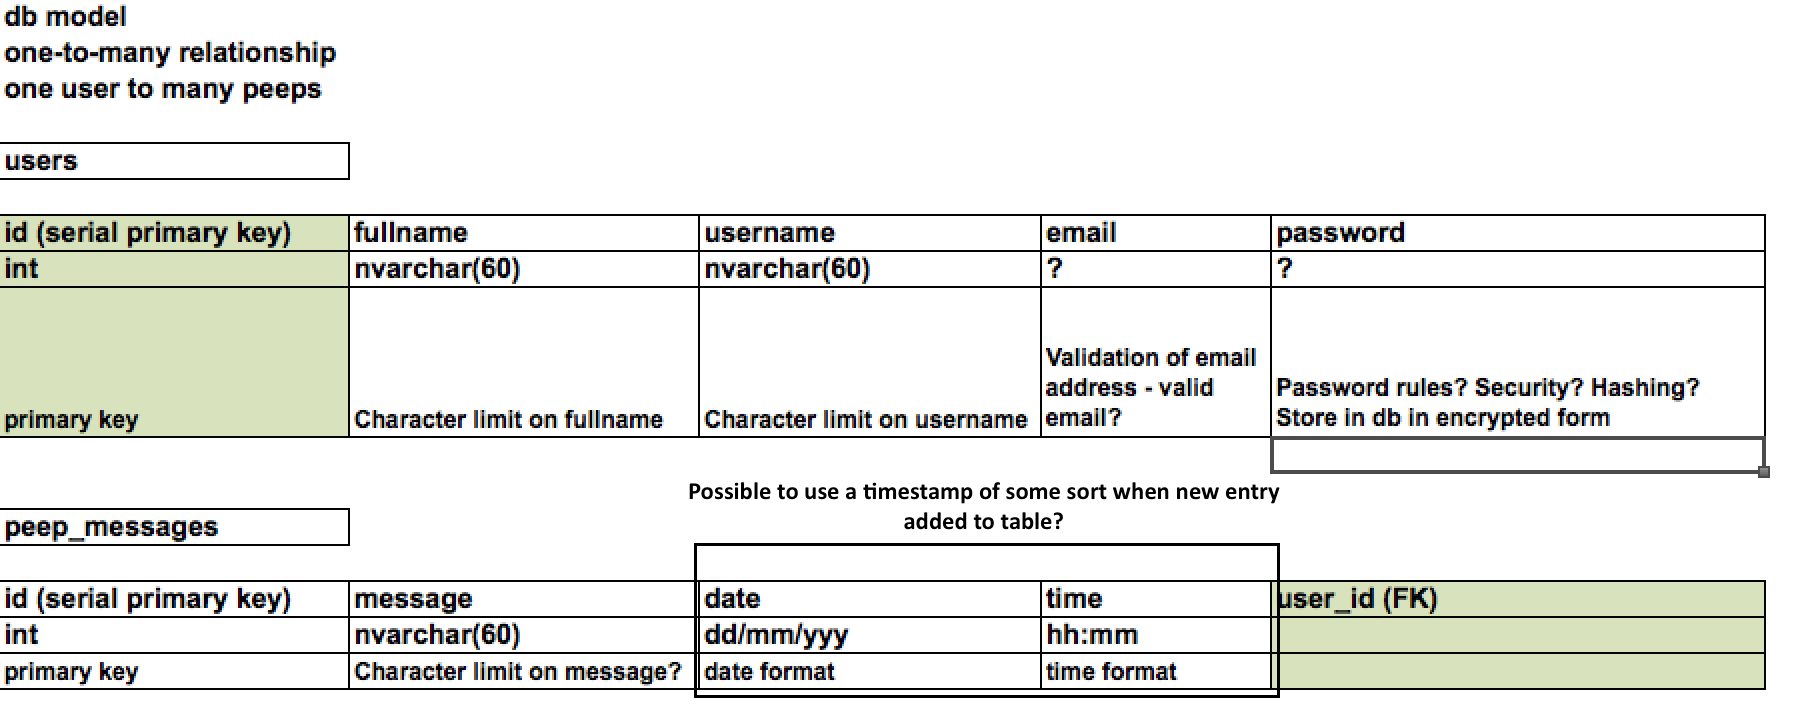 db model
one-to-many relationship
one user to many peeps
users
id (serial primary key) fullname username email password
int nvarchar(60) nvarchar(60) ? ?
primary key Character limit on fullname Character limit on username Validation of email
address - valid
email? Password rules? Security? Hashing?
Store in db in encrypted form
Possible to use a timestamp of some sort when new entry
added to table?
peep_messages
id (serial primary key) message date time user_id (FK)
int nvarchar(60) dd/mm/yyy hh:mm
primary key Character limit on message? date format time format